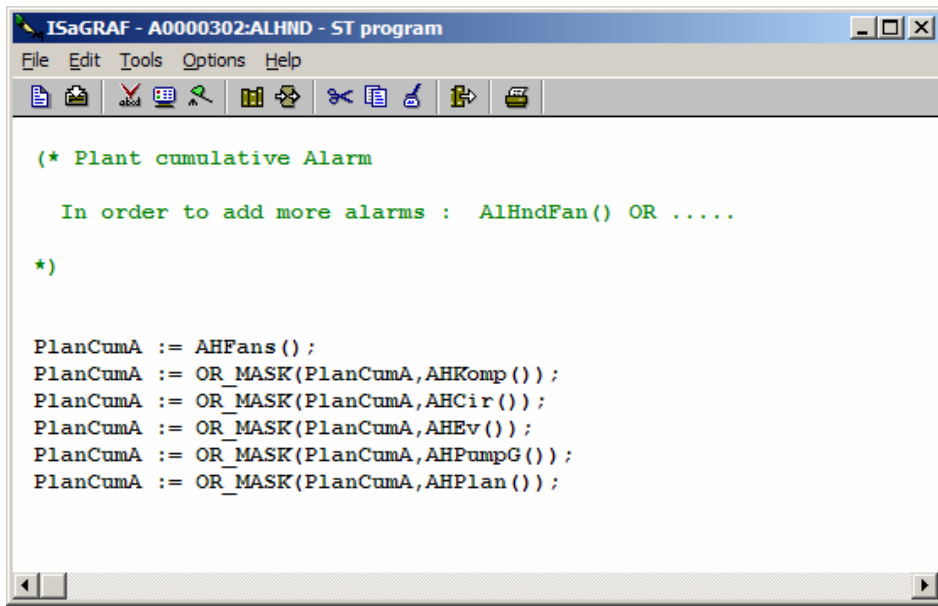 ISaGRAF - A0000302:ALHND - ST program
File Edit Tools Options Help
(* Plant cumulative Alarm
In order to add more alarms : AlHndFan() OR .....
*)
PlanCumA := AHFans();
PlanCumA := OR_MASK(PlanCumA,AHKomp());
PlanCumA := OR_MASK(PlanCumA,AHCir());
PlanCumA := OR_MASK(PlanCumA,AHEv());
PlanCumA := OR_MASK(PlanCumA,AHPumpG());
PlanCumA := OR_MASK(PlanCumA,AHPlan());